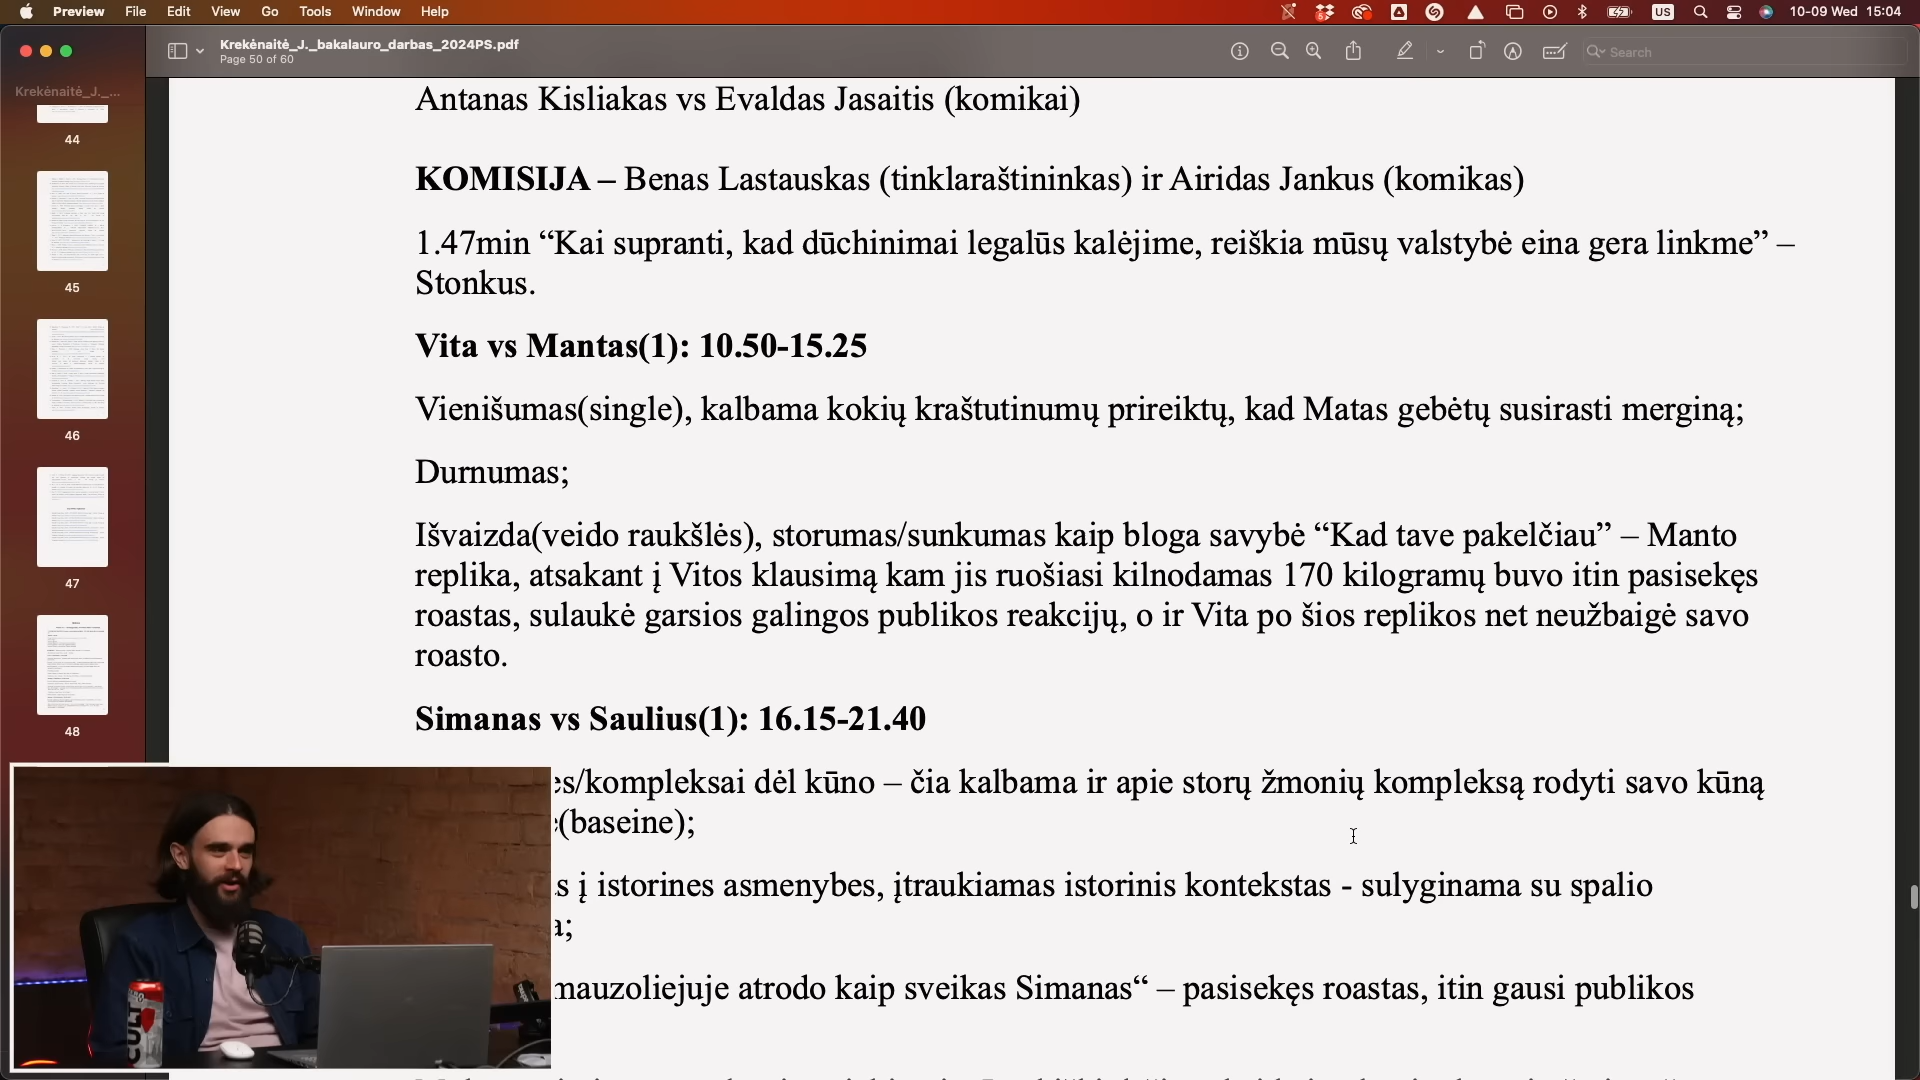 Preview File Edit View Go Tools Window Help
US 10-09 Wed 15:04
Krekėnaitė_J._bakalauro_darbas_2024PS.pdf
Page 50 of 60
Search
Krekėnaitė_J._...
44
45
46
47
48
Antanas Kisliakas vs Evaldas Jasaitis (komikai)
KOMISIJA – Benas Lastauskas (tinklaraštininkas) ir Airidas Jankus (komikas)
1.47min “Kai supranti, kad dūchinimai legalūs kalėjime, reiškia mūsų valstybė eina gera linkme” –
Stonkus.
Vita vs Mantas(1): 10.50-15.25
Vienišumas(single), kalbama kokių kraštutinumų prireiktų, kad Matas gebėtų susirasti merginą;
Durnumas;
Išvaizda(veido raukšlės), storumas/sunkumas kaip bloga savybė “Kad tave pakelčiau” – Manto
replika, atsakant į Vitos klausimą kam jis ruošiasi kilnodamas 170 kilogramų buvo itin pasisekęs
roastas, sulaukė garsios galingos publikos reakcijų, o ir Vita po šios replikos net neužbaigė savo
roasto.
Simanas vs Saulius(1): 16.15-21.40
es/kompleksai dėl kūno – čia kalbama ir apie storų žmonių kompleksą rodyti savo kūną
(baseine);
s į istorines asmenybes, įtraukiamas istorinis kontekstas - sulyginama su spalio
a;
mauzoliejuje atrodo kaip sveikas Simanas“ – pasisekęs roastas, itin gausi publikos
CULT